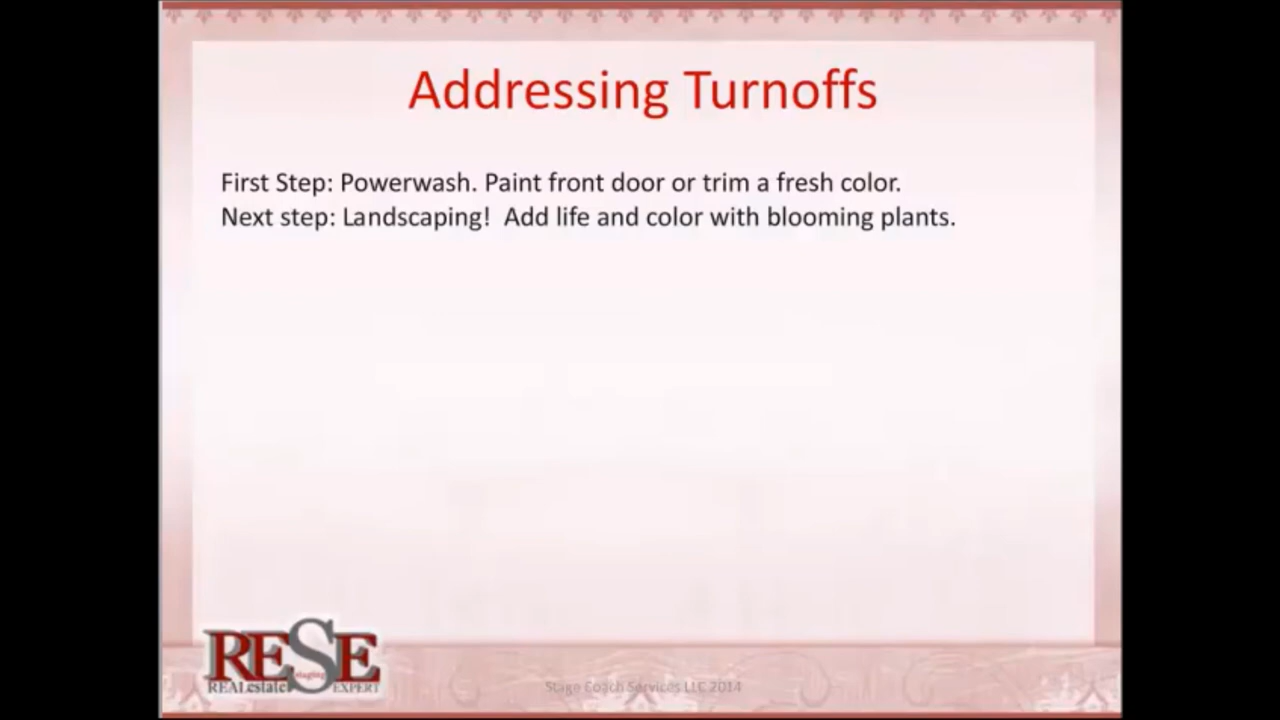 Addressing Turnoffs
First Step: Powerwash. Paint front door or trim a fresh color.
Next step: Landscaping!  Add life and color with blooming plants.
RESE
REALestate staging EXPERT
Stage Coach Services LLC 2014